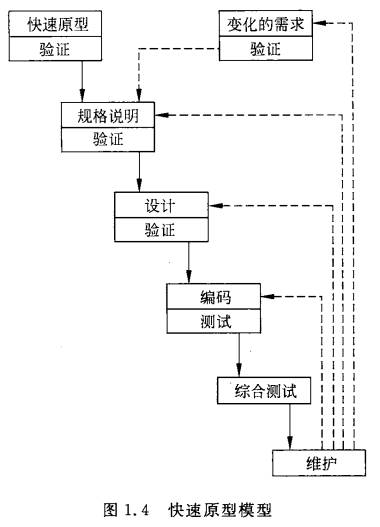 快速原型
验证
变化的需求
验证
规格说明
验证
设计
验证
编码
测试
综合测试
维护
图 1.4 快速原型模型